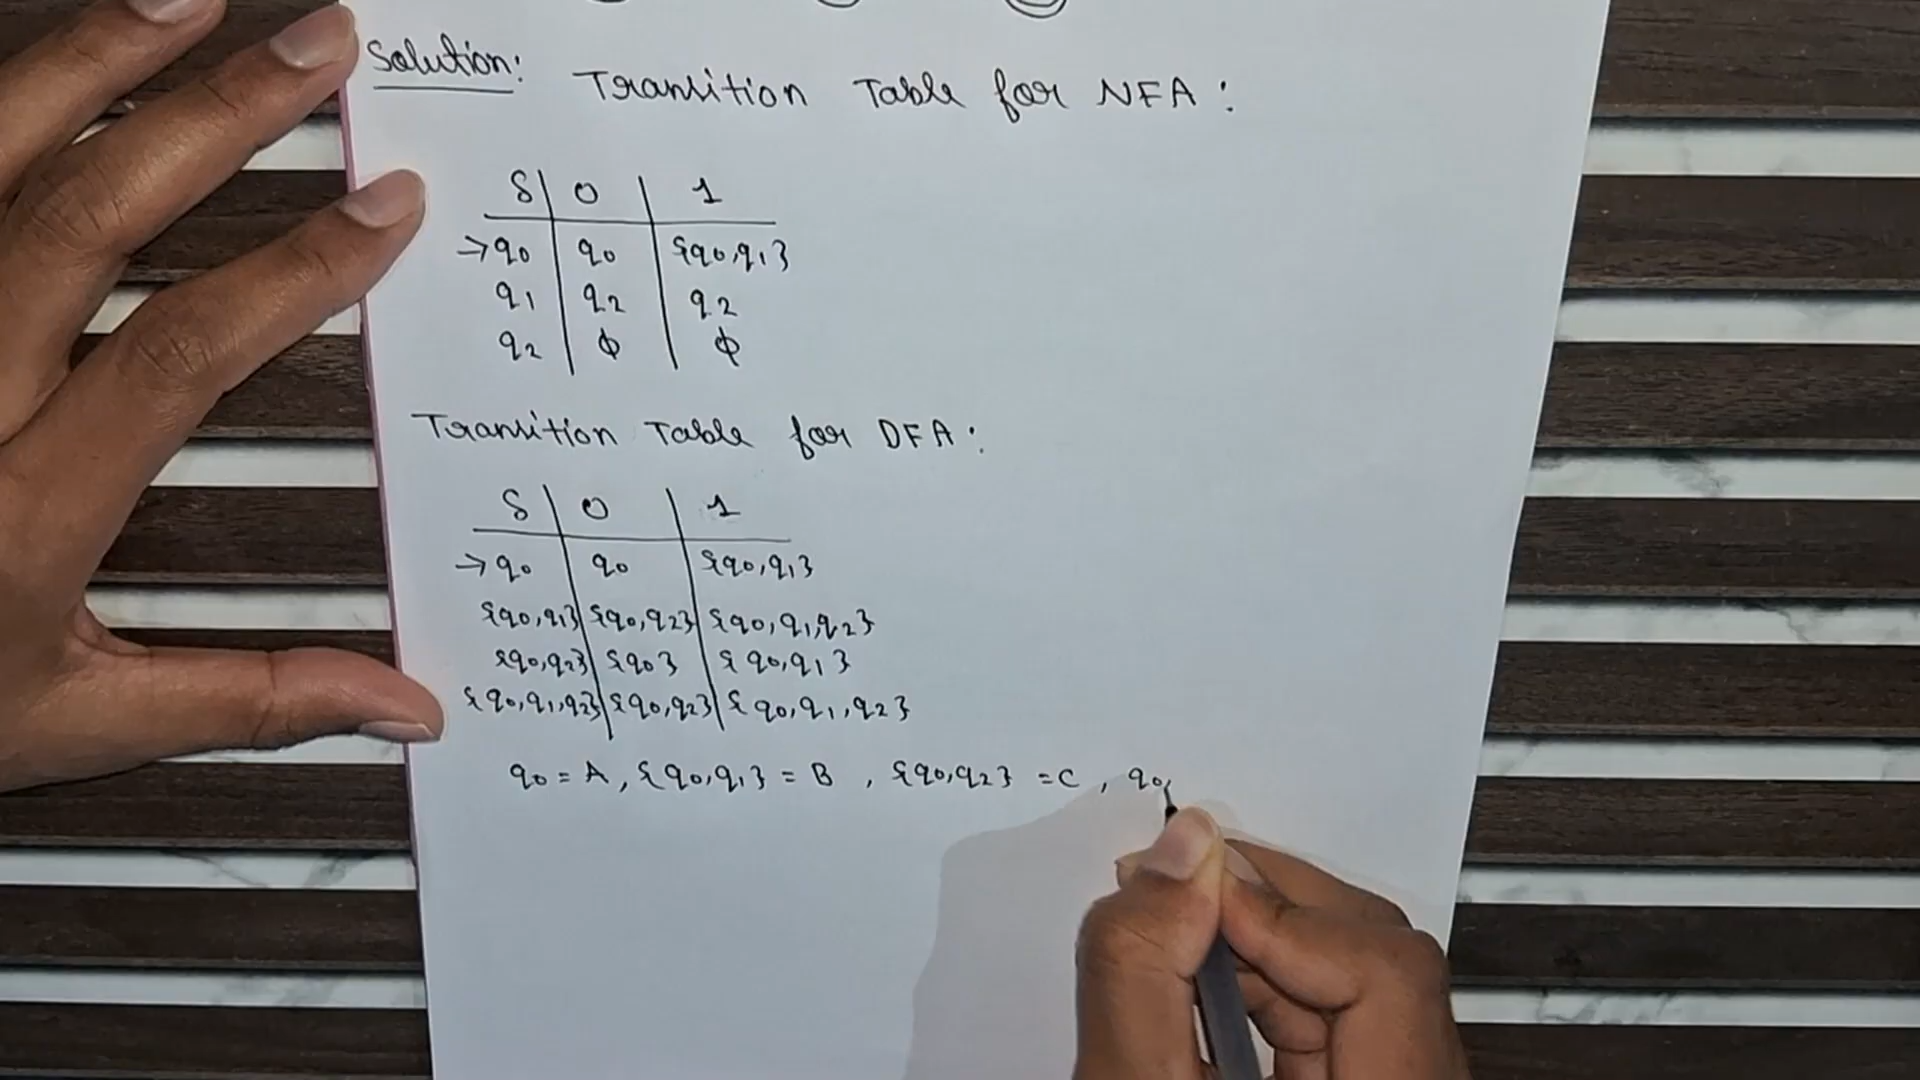 Solution: Transition Table for NFA :
δ 0 1
→q0 q0 {q0,q1}
q1 q2 q2
q2 ϕ ϕ
Transition Table for DFA :
δ 0 1
→q0 q0 {q0,q1}
{q0,q1} {q0,q2} {q0,q1,q2}
{q0,q2} {q0} {q0,q1}
{q0,q1,q2} {q0,q2} {q0,q1,q2}
q0 = A, {q0,q1} = B , {q0,q2} = C , q0,